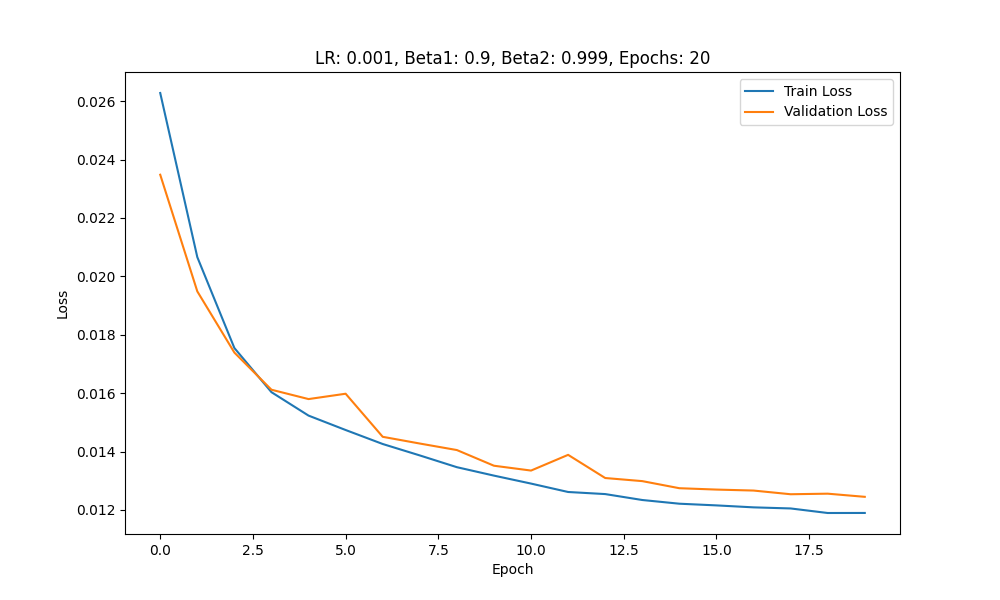 LR: 0.001, Beta1: 0.9, Beta2: 0.999, Epochs: 20
Train Loss
Validation Loss
0.026
0.024
0.022
0.020
0.018
0.016
0.014
0.012
Loss
0.0 2.5 5.0 7.5 10.0 12.5 15.0 17.5
Epoch